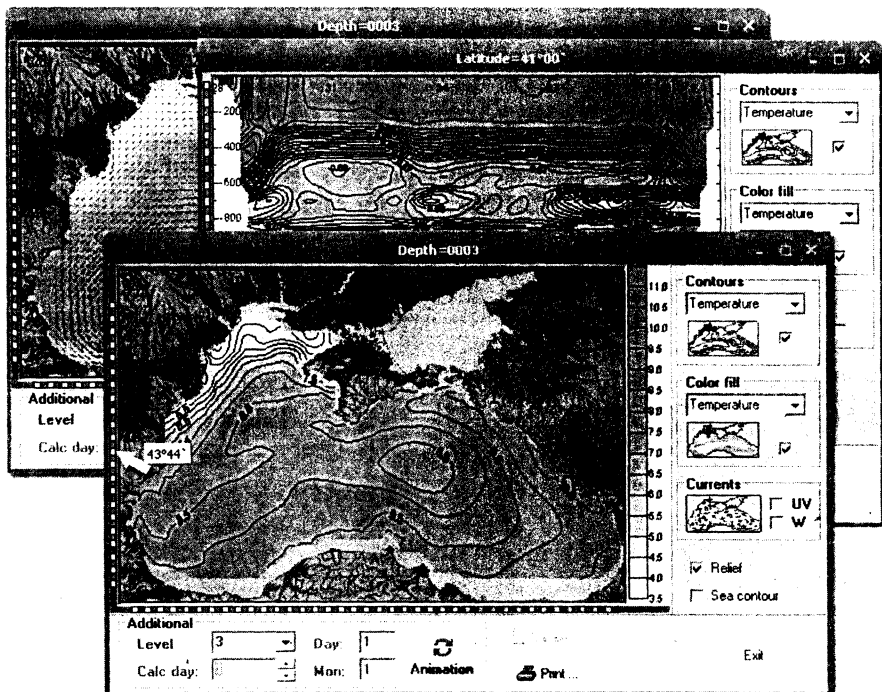 Depth=0003
Latitude=41°00`
28
31
-200
-400
-600
-800
Contours
Temperature
Color fill
Temperature
Additional
Level
Calc day:
Depth=0003
43°44`
11.0
10.5
10.0
9.5
9.0
8.5
8.0
7.5
7.0
6.5
6.0
5.5
5.0
4.5
4.0
3.5
Contours
Temperature
Color fill
Temperature
Currents
UV
W
Relief
Sea contour
Additional
Level 3 Day: 1
Calc day: Mon: 1
Animation
Print ...
Exit